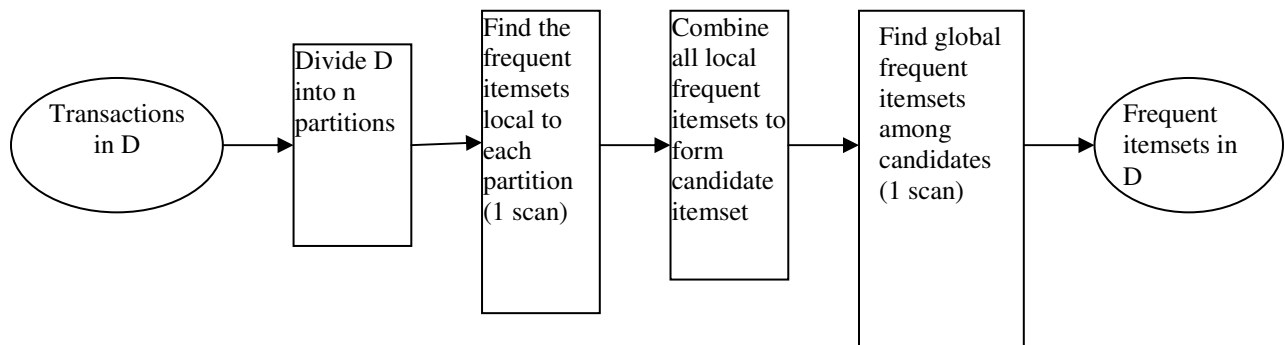 Transactions
in D
Divide D
into n
partitions
Find the
frequent
itemsets
local to
each
partition
(1 scan)
Combine
all local
frequent
itemsets to
form
candidate
itemset
Find global
frequent
itemsets
among
candidates
(1 scan)
Frequent
itemsets in
D